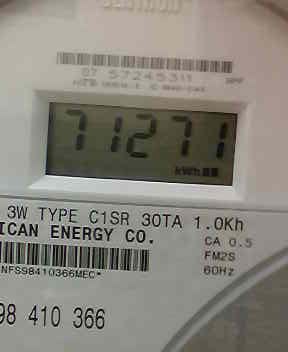 07 57245311
71271
kWh
3W TYPE C1SR 30TA 1.0Kh
ICAN ENERGY CO.
CA 0.5
FM2S
60Hz
NFS98410366MEC*
98 410 366